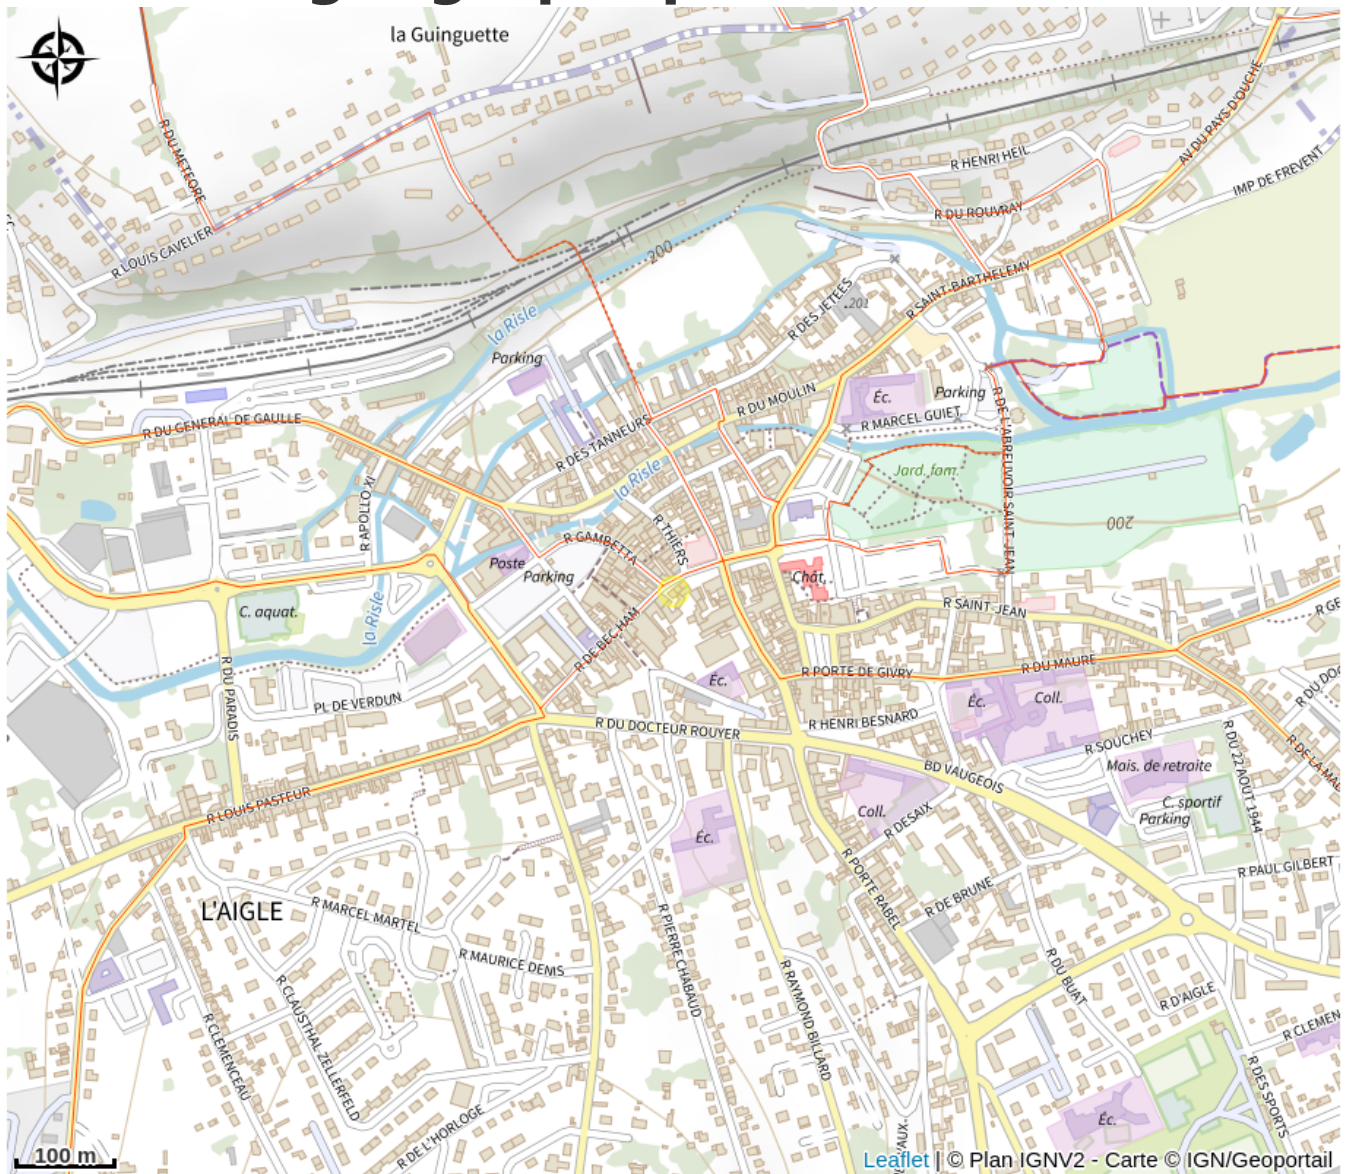 la Guinguette
R DU METEORE
R LOUIS CAVELIER
R HENRI HEIL
AV DU PAYS D'OUCHE
IMP DE FREVENT
R DU ROUVRAY
200
R SAINT-BARTHELEMY
R DES JETEES
201
la Risle
Parking
R DU GENERAL DE GAULLE
R DES TANNEURS
R DU MOULIN
Éc.
Parking
R MARCEL GUIET
R DE L'ABREUVOIR SAINT-JEAN
Jard. fam.
la Risle
200
R APOLLO XI
R THIERS
R GAMBETTA
Poste
Parking
Chât.
C. aquat.
la Risle
R DE BEC HAM
R SAINT-JEAN
R DU PARADIS
PL DE VERDUN
Éc.
R PORTE DE GIVRY
R DU MAURE
Éc.
Coll.
R DU DOCTEUR ROUYER
R HENRI BESNARD
R SOUCHEY
R DU 22 AOUT 1944
Mais. de retraite
BD VAUGEOIS
R LOUIS PASTEUR
C. sportif
Parking
Coll.
R DESAIX
Éc.
R PORTE RABEL
R PAUL GILBERT
L'AIGLE
R MARCEL MARTEL
R DE BRUNE
R MAURICE DENIS
R PIERRE CHABAUD
R RAYMOND BILLARD
R DU BUAT
R D'AIGLE
R CLAUSTHAL ZELLERFELD
R CLEMENCEAU
R CLEMEN
R DES SPORTS
R DE L'HORLOGE
Éc.
100 m
Leaflet | © Plan IGNV2 - Carte © IGN/Geoportail